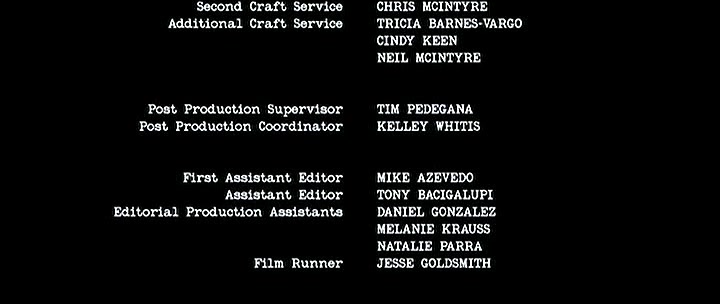 Second Craft Service CHRIS MCINTYRE
Additional Craft Service TRICIA BARNES-VARGO
CINDY KEEN
NEIL MCINTYRE
Post Production Supervisor TIM PEDEGANA
Post Production Coordinator KELLEY WHITIS
First Assistant Editor MIKE AZEVEDO
Assistant Editor TONY BACIGALUPI
Editorial Production Assistants DANIEL GONZALEZ
MELANIE KRAUSS
NATALIE PARRA
Film Runner JESSE GOLDSMITH